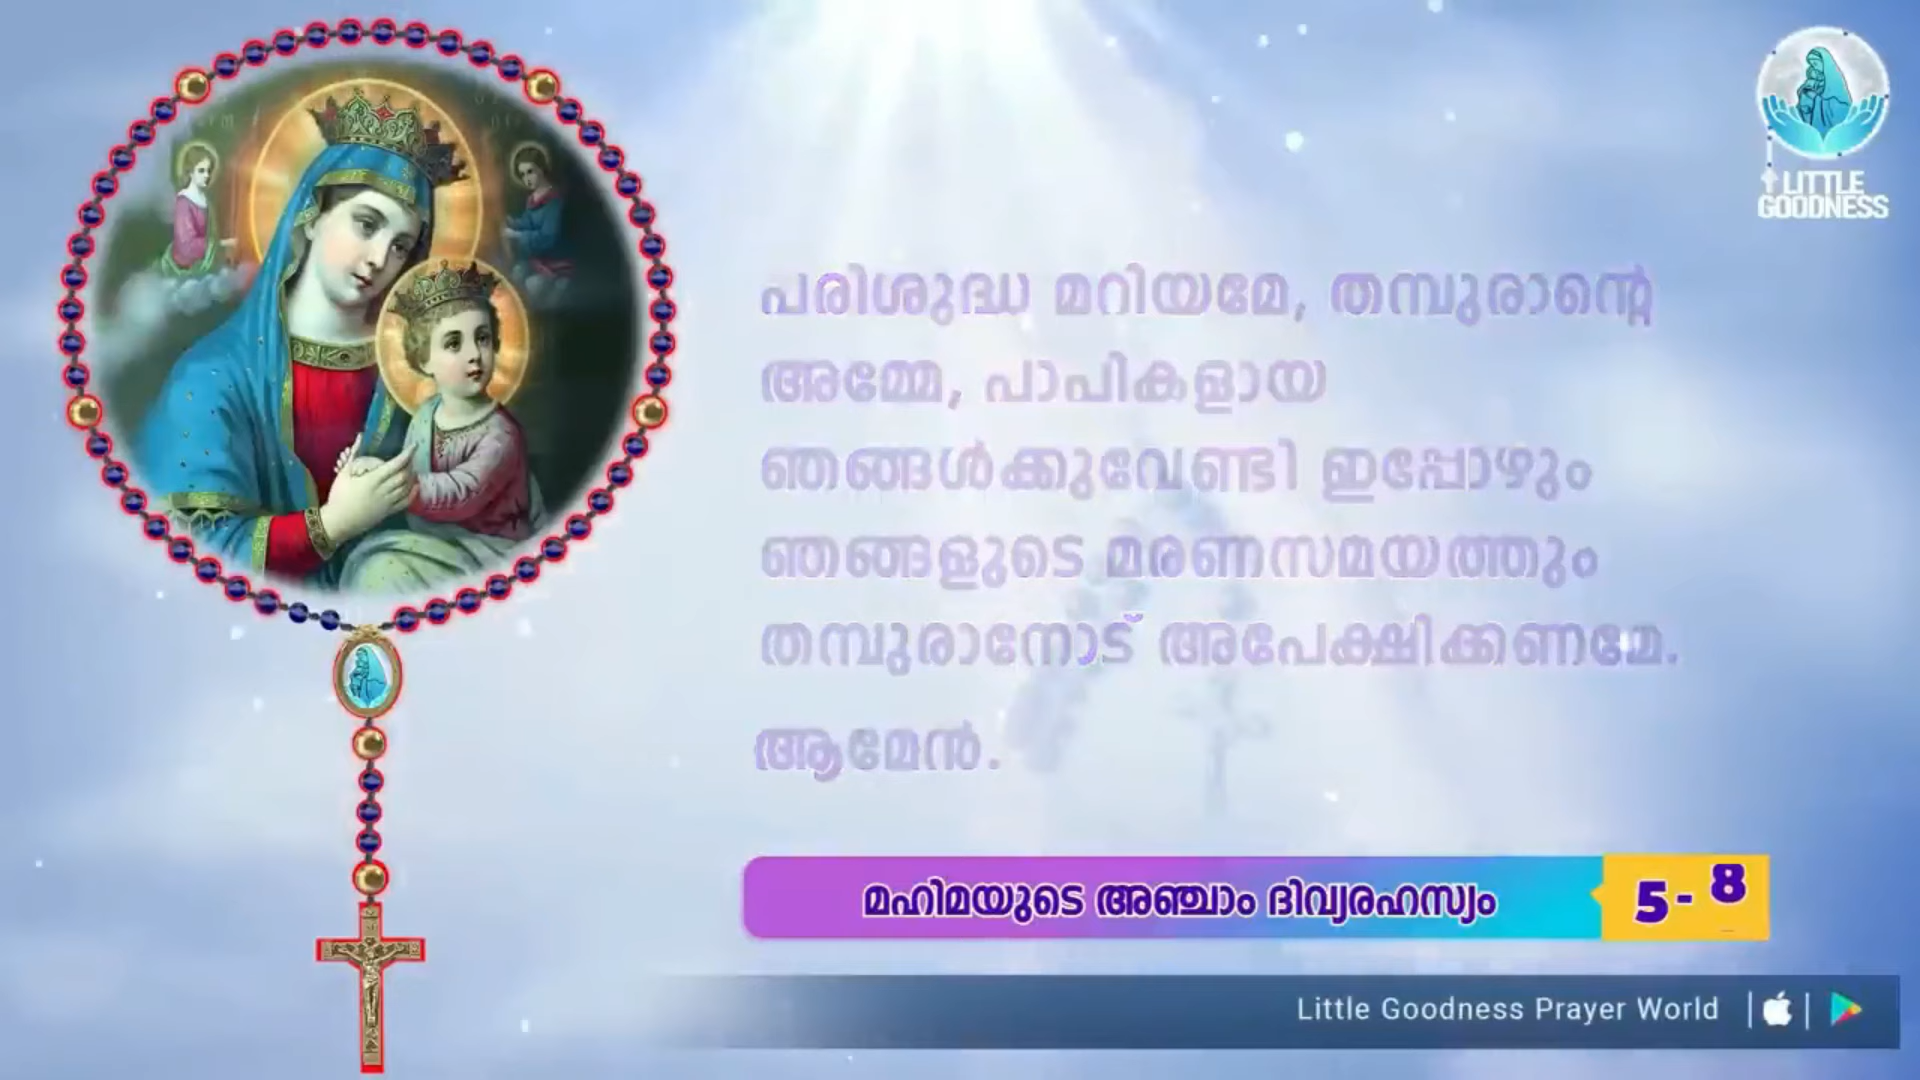 LITTLE
GOODNESS
പരിശുദ്ധ മറിയമേ, തമ്പുരാന്റെ
അമ്മേ, പാപികളായ
ഞങ്ങൾക്കുവേണ്ടി ഇപ്പോഴും
ഞങ്ങളുടെ മരണസമയത്തും
തമ്പുരാനോട് അപേക്ഷിക്കണമേ.
ആമേൻ.
മഹിമയുടെ അഞ്ചാം ദിവ്യരഹസ്യം 5 - 8
Little Goodness Prayer World